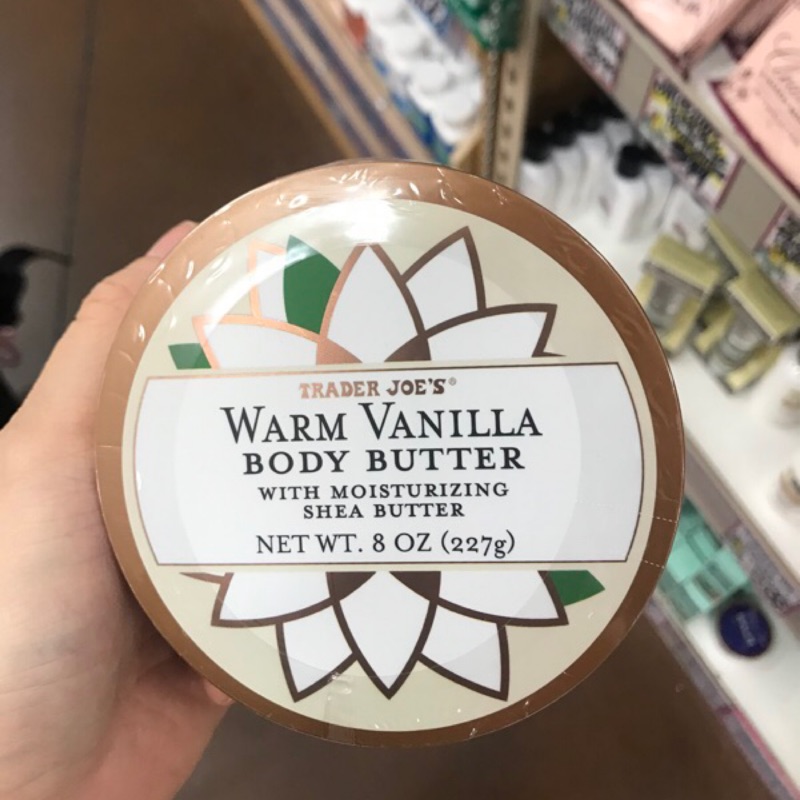 TRADER JOE'S®
WARM VANILLA
BODY BUTTER
WITH MOISTURIZING
SHEA BUTTER
NET WT. 8 OZ (227g)